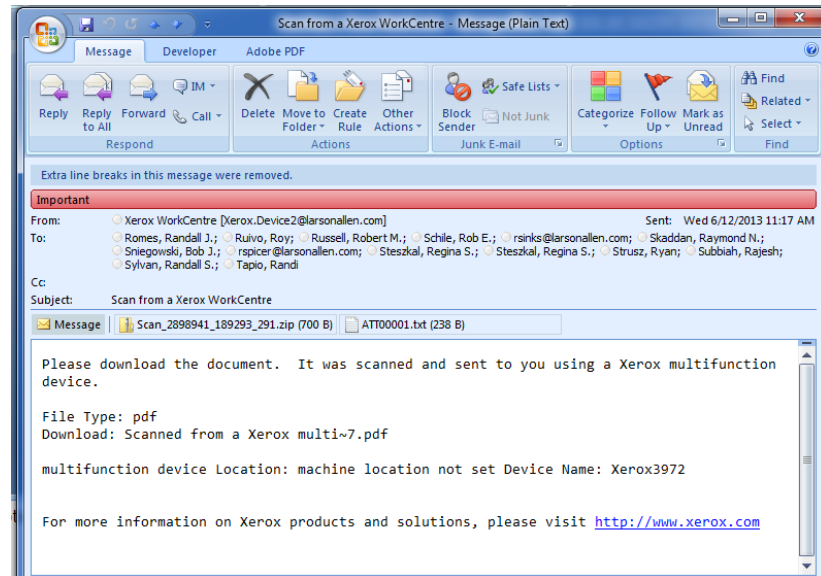 Scan from a Xerox WorkCentre - Message (Plain Text)
Message Developer Adobe PDF
Reply Reply to All Forward IM Call
Delete Move to Folder Create Rule Other Actions
Block Sender Safe Lists Not Junk
Categorize Follow Up Mark as Unread
Find Related Select
Respond Actions Junk E-mail Options Find
Extra line breaks in this message were removed.
Important
From: Xerox WorkCentre [Xerox.Device2@larsonallen.com] Sent: Wed 6/12/2013 11:17 AM
To: Romes, Randall J.; Ruivo, Roy; Russell, Robert M.; Schile, Rob E.; rsinks@larsonallen.com; Skaddan, Raymond N.;
Sniegowski, Bob J.; rspicer@larsonallen.com; Steszkal, Regina S.; Steszkal, Regina S.; Strusz, Ryan; Subbiah, Rajesh;
Sylvan, Randall S.; Tapio, Randi
Cc:
Subject: Scan from a Xerox WorkCentre
Message Scan_2898941_189293_291.zip (700 B) ATT00001.txt (238 B)
Please download the document.  It was scanned and sent to you using a Xerox multifunction
device.
File Type: pdf
Download: Scanned from a Xerox multi~7.pdf
multifunction device Location: machine location not set Device Name: Xerox3972
For more information on Xerox products and solutions, please visit http://www.xerox.com